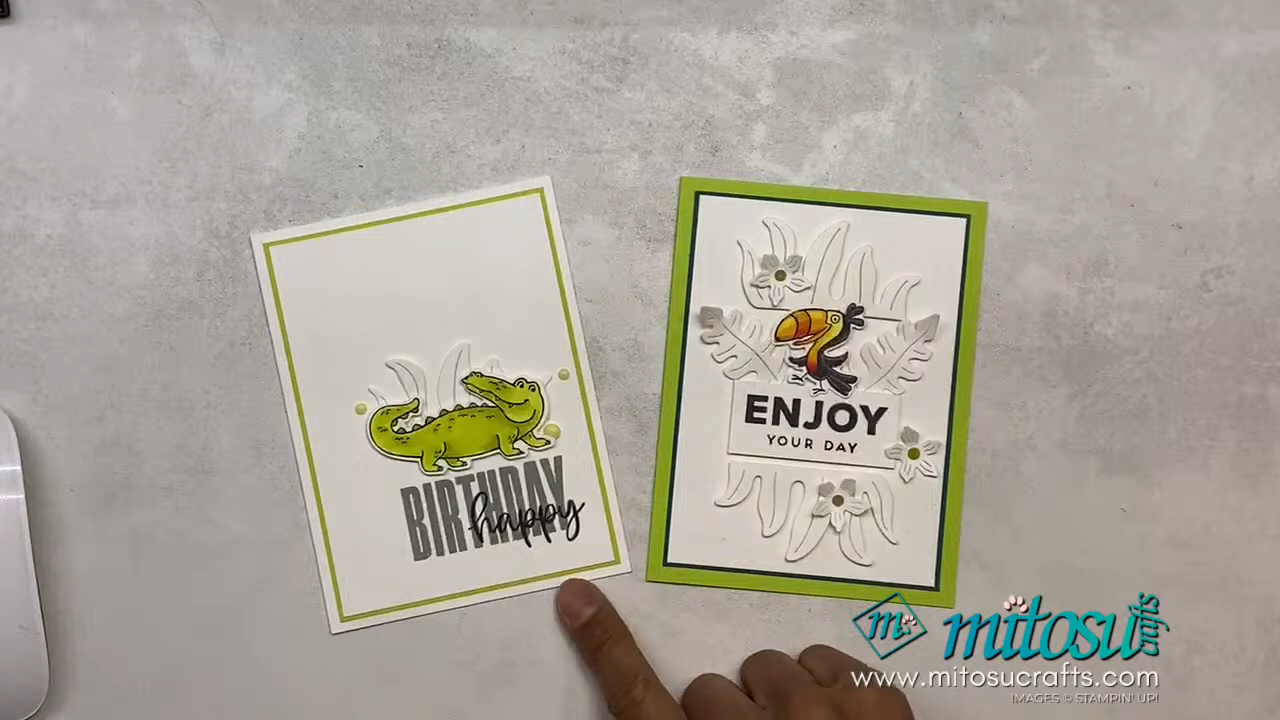 BIRTHDAY
happy
ENJOY
YOUR DAY
m
mitosu crafts
www.mitosucrafts.com
IMAGES © STAMPIN' UP!